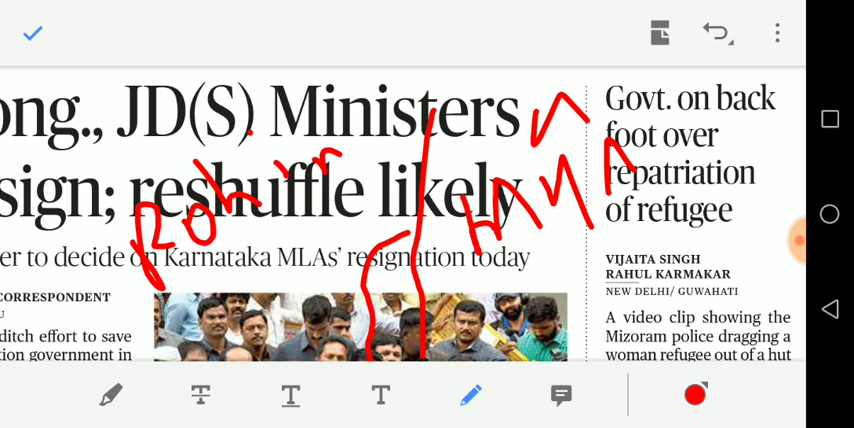 ong., JD(S) Ministers
sign; reshuffle likely
er to decide on Karnataka MLAs' resignation today
CORRESPONDENT
U
ditch effort to save
tion government in
Govt. on back
foot over
repatriation
of refugee
VIJAITA SINGH
RAHUL KARMAKAR
NEW DELHI/ GUWAHATI
A video clip showing the
Mizoram police dragging a
woman refugee out of a hut